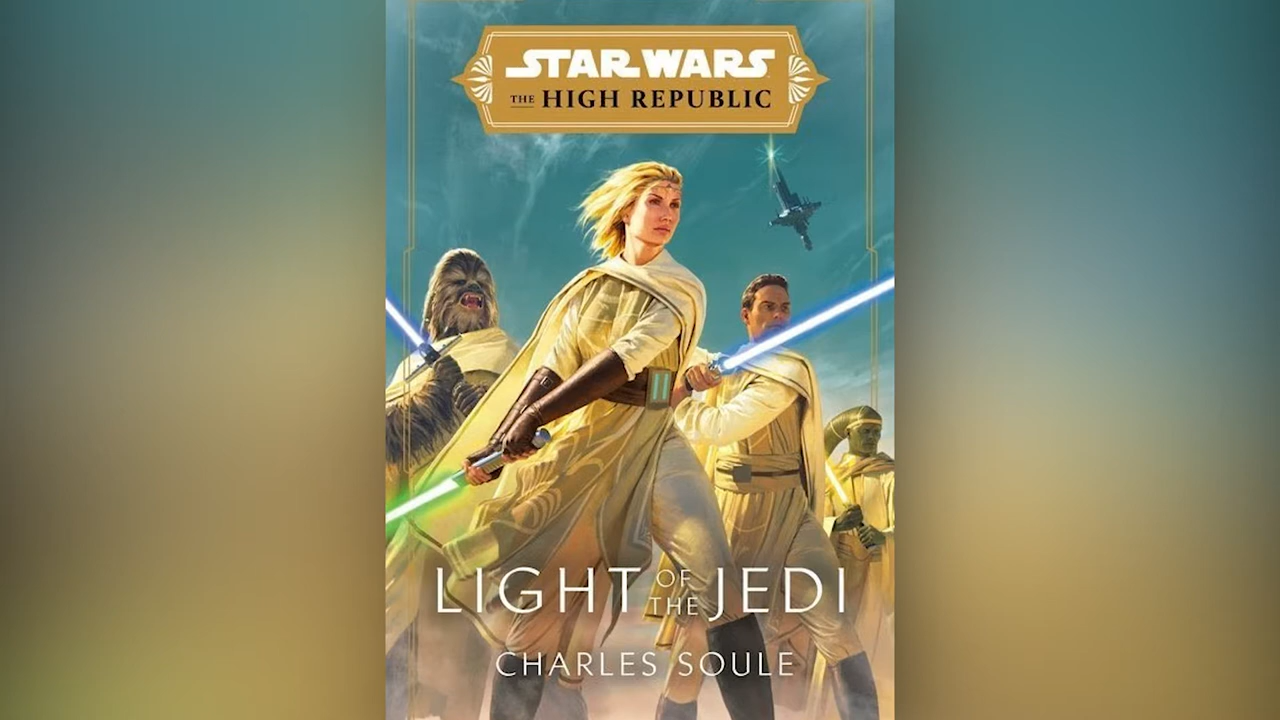 STAR WARS
THE HIGH REPUBLIC
LIGHT OF THE JEDI
CHARLES SOULE